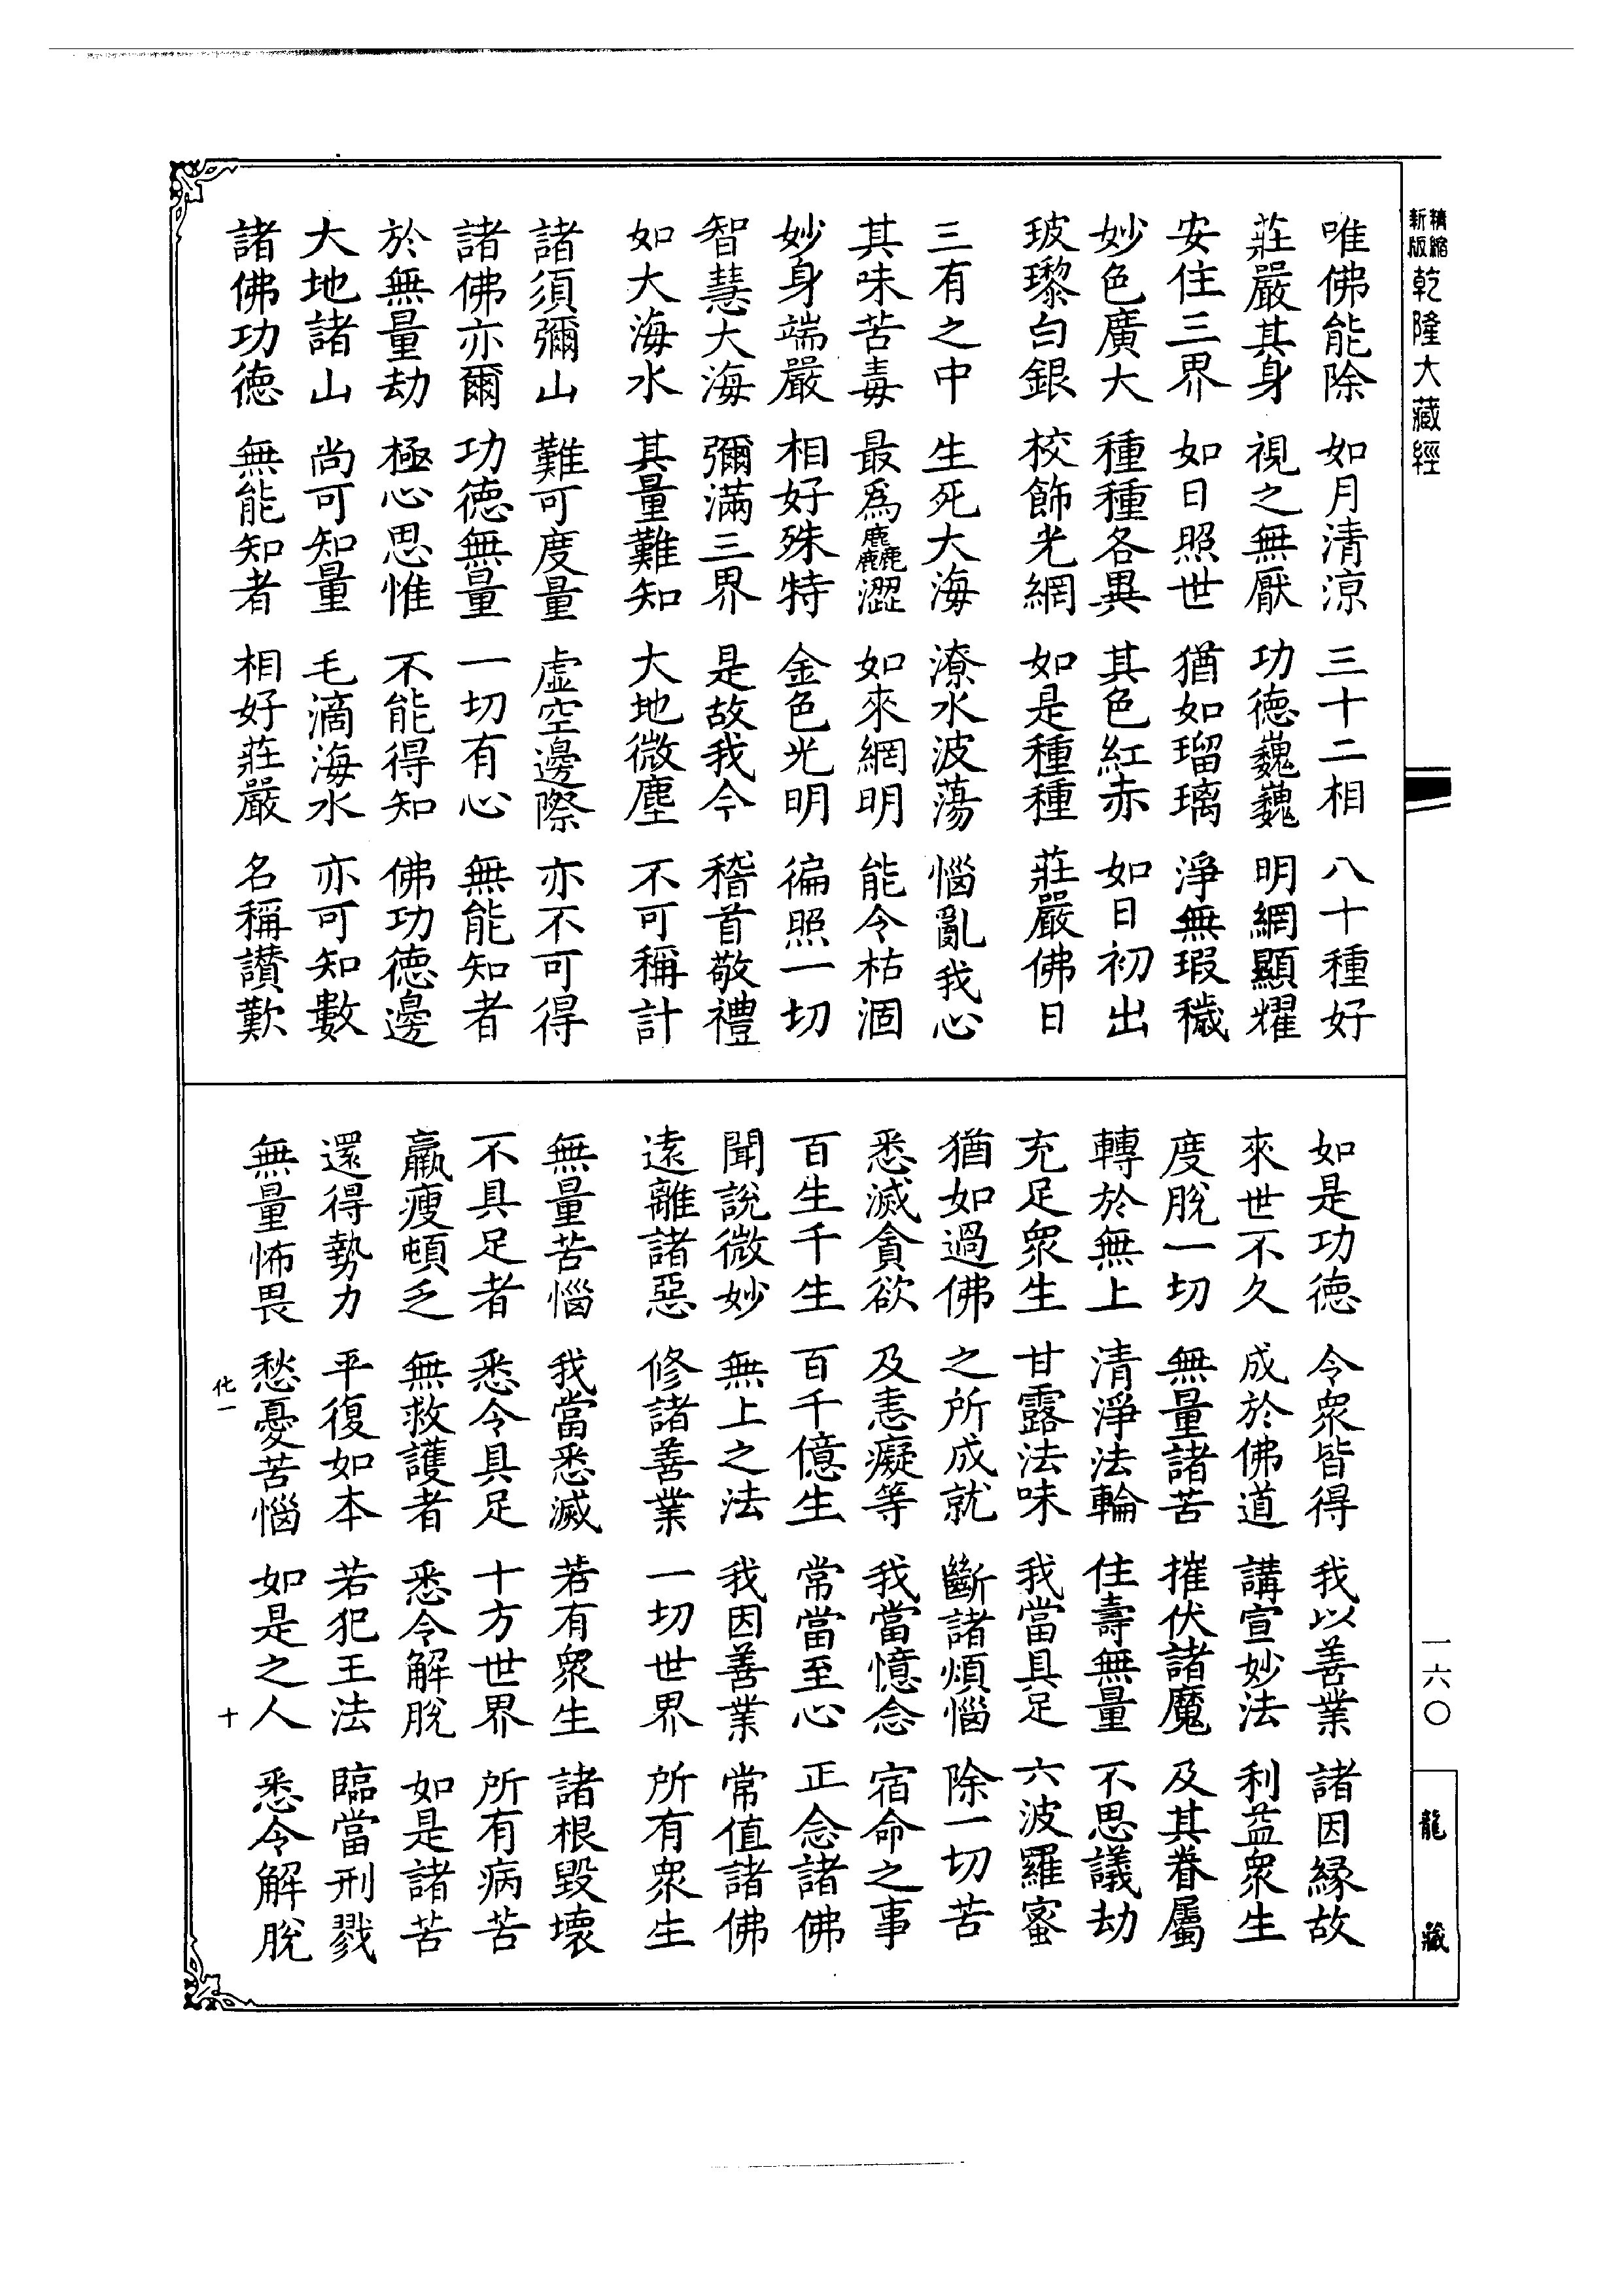 精縮新版乾隆大藏經
唯佛能除　如月清涼　三十二相　八十種好
莊嚴其身　視之無厭　功德巍巍　明網顯耀
安住三界　如日照世　猶如瑠璃　淨無瑕穢
妙色廣大　種種各異　其色紅赤　如日初出
玻瓈白銀　校飾光網　如是種種　莊嚴佛日
三有之中　生死大海　潦水波蕩　惱亂我心
其味苦毒　最為麤澀　如來網明　能令枯涸
妙身端嚴　相好殊特　金色光明　徧照一切
智慧大海　彌滿三界　是故我今　稽首敬禮
如大海水　其量難知　大地微塵　不可稱計
諸須彌山　難可度量　虛空邊際　亦不可得
諸佛亦爾　功德無量　一切有心　無能知者
於無量劫　極心思惟　不能得知　佛功德邊
大地諸山　尚可知量　毛滴海水　亦可知數
諸佛功德　無能知者　相好莊嚴　名稱讚歎
如是功德　令眾皆得　我以善業　諸因緣故
來世不久　成於佛道　講宣妙法　利益眾生
度脫一切　無量諸苦　摧伏諸魔　及其眷屬
轉於無上　清淨法輪　住壽無量　不思議劫
充足眾生　甘露法味　我當具足　六波羅蜜
猶如過佛　之所成就　斷諸煩惱　除一切苦
悉滅貪欲　及恚癡等　我當憶念　宿命之事
百生千生　百千億生　常當至心　正念諸佛
聞說微妙　無上之法　我因善業　常值諸佛
遠離諸惡　修諸善業　一切世界　所有眾生
無量苦惱　我當悉滅　若有眾生　諸根毀壞
不具足者　悉令具足　十方世界　所有病苦
羸瘦頓乏　無救護者　悉令解脫　如是諸苦
還得勢力　平復如本　若犯王法　臨當刑戮
無量怖畏　愁憂苦惱　如是之人　悉令解脫
化一　十
一六〇
龍藏